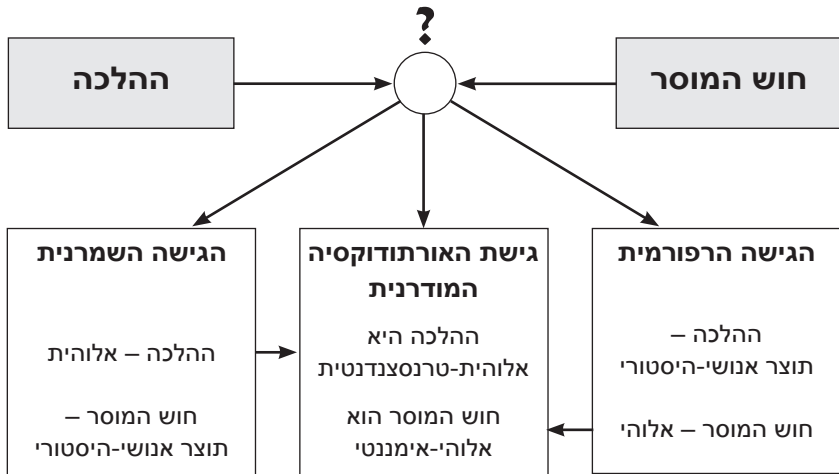 ?
חוש המוסר
ההלכה
הגישה הרפורמית
ההלכה –
תוצר אנושי-היסטורי
חוש המוסר – אלוהי
גישת האורתודוקסיה
המודרנית
ההלכה היא
אלוהית-טרנסצנדנטית
חוש המוסר הוא
אלוהי-אימננטי
הגישה השמרנית
ההלכה – אלוהית
חוש המוסר –
תוצר אנושי-היסטורי